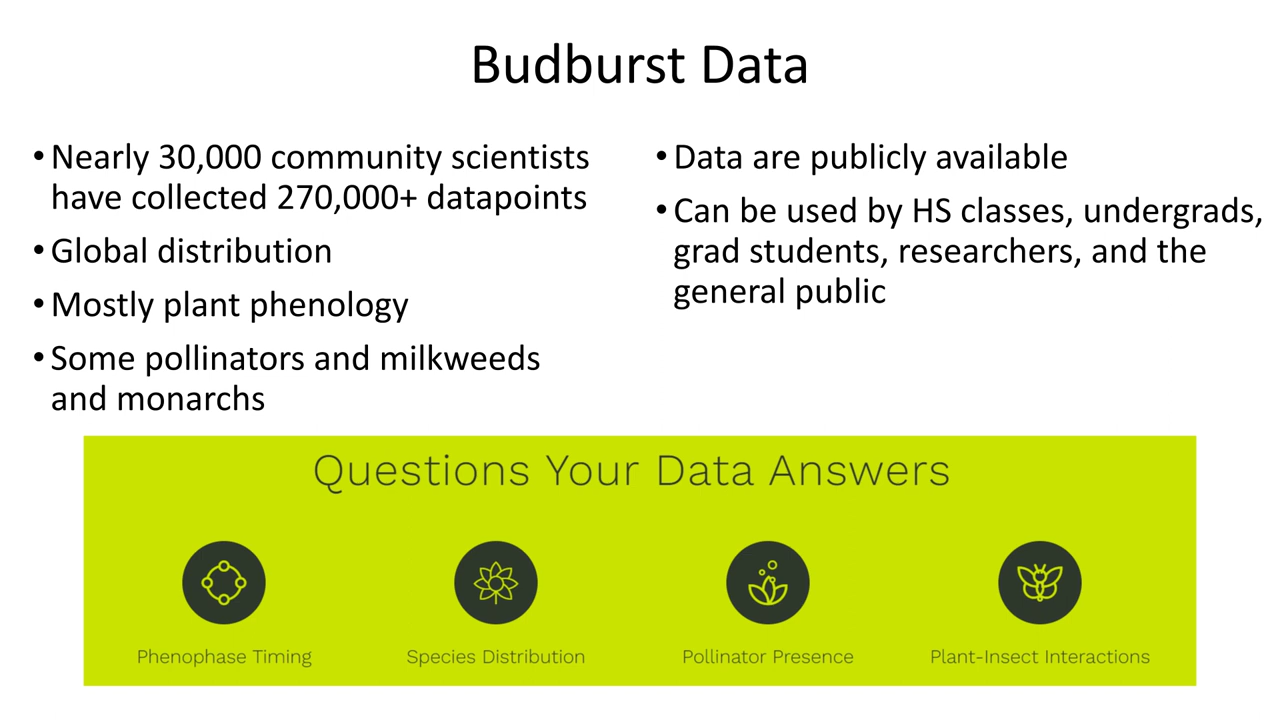 Budburst Data
• Nearly 30,000 community scientists
have collected 270,000+ datapoints
• Global distribution
• Mostly plant phenology
• Some pollinators and milkweeds
and monarchs
• Data are publicly available
• Can be used by HS classes, undergrads,
grad students, researchers, and the
general public
Questions Your Data Answers
Phenophase Timing
Species Distribution
Pollinator Presence
Plant-Insect Interactions